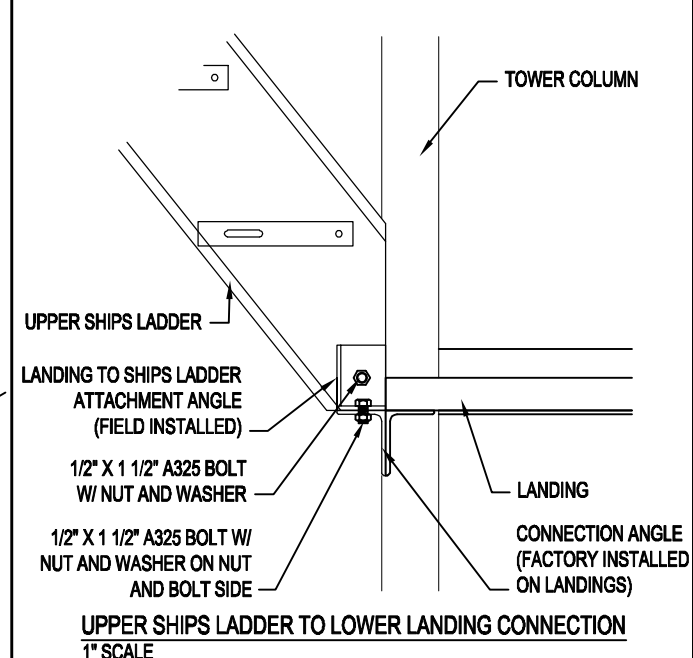 TOWER COLUMN
UPPER SHIPS LADDER
LANDING TO SHIPS LADDER
ATTACHMENT ANGLE
(FIELD INSTALLED)
1/2" X 1 1/2" A325 BOLT
W/ NUT AND WASHER
1/2" X 1 1/2" A325 BOLT W/
NUT AND WASHER ON NUT
AND BOLT SIDE
LANDING
CONNECTION ANGLE
(FACTORY INSTALLED
ON LANDINGS)
UPPER SHIPS LADDER TO LOWER LANDING CONNECTION
1" SCALE